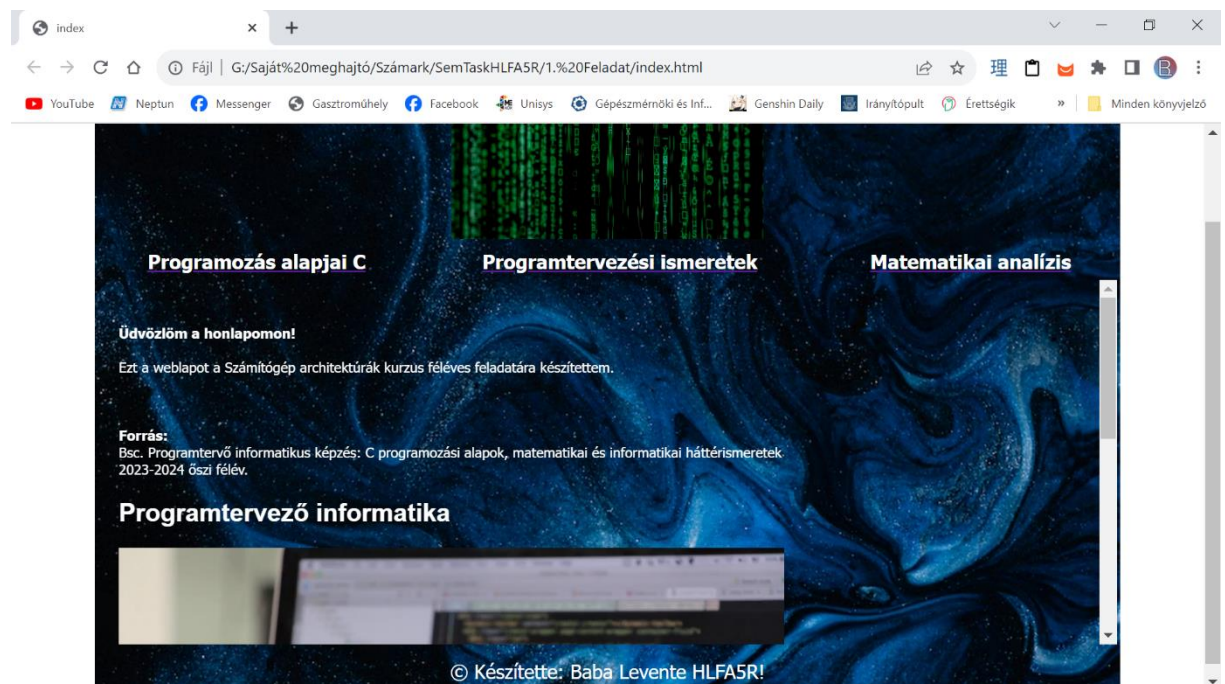 index
Fájl | G:/Saját%20meghajtó/Számark/SemTaskHLFA5R/1.%20Feladat/index.html 理 B
YouTube Neptun Messenger Gasztroműhely Facebook Unisys Gépészmérnöki és Inf... Genshin Daily Irányítópult Érettségik » Minden könyvjelző
Programozás alapjai C Programtervezési ismeretek Matematikai analízis
Üdvözlöm a honlapomon!
Ezt a weblapot a Számítógép architektúrák kurzus féléves feladatára készítettem.
Forrás:
Bsc. Programtervő informatikus képzés: C programozási alapok, matematikai és informatikai háttérismeretek
2023-2024 őszi félév.
Programtervező informatika
© Készítette: Baba Levente HLFA5R!